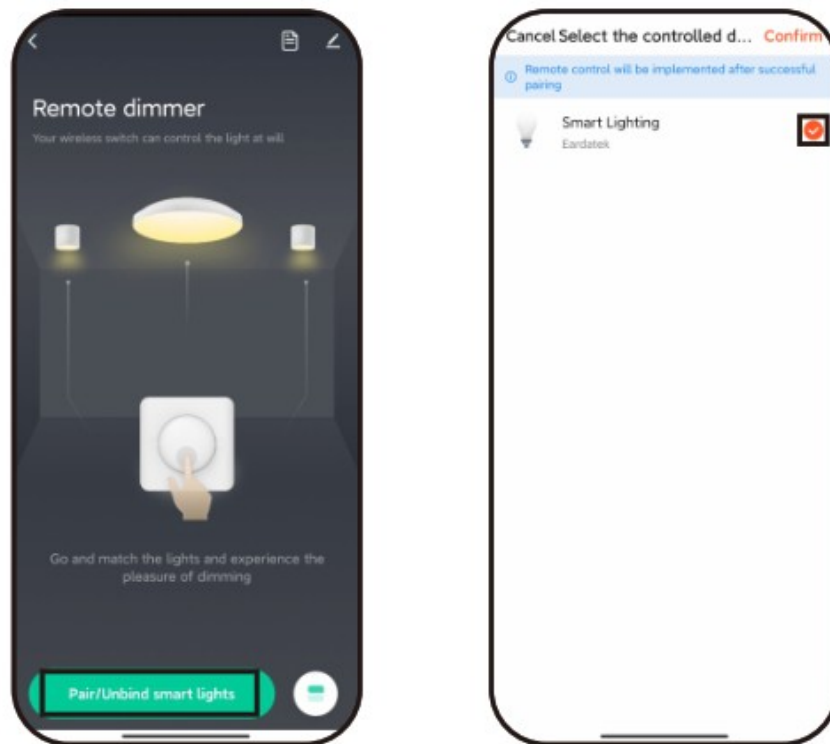 Remote dimmer
Your wireless switch can control the light at will
Go and match the lights and experience the
pleasure of dimming
Pair/Unbind smart lights
Cancel Select the controlled d... Confirm
Remote control will be implemented after successful
pairing
Smart Lighting
Eardatek